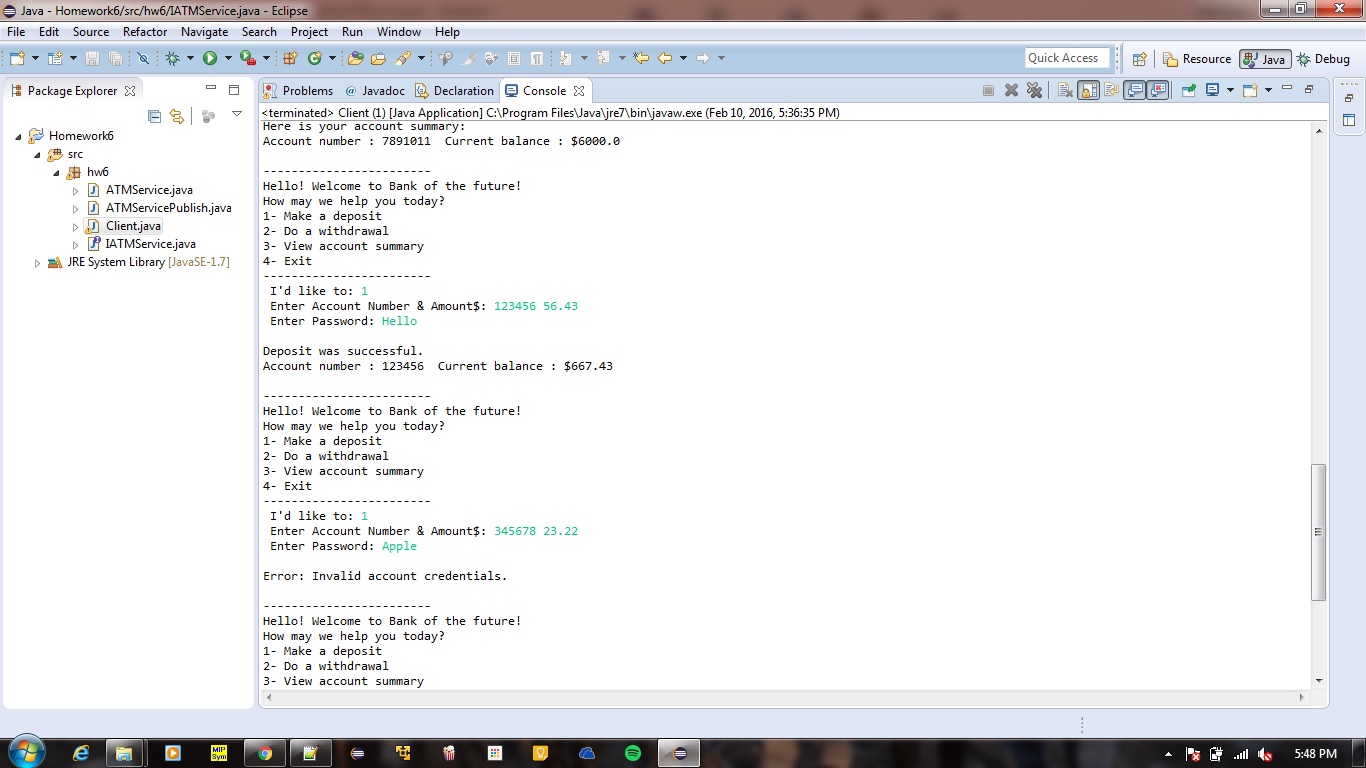 Java - Homework6/src/hw6/IATMService.java - Eclipse
File Edit Source Refactor Navigate Search Project Run Window Help
Quick Access
Resource Java Debug
Package Explorer
Homework6
src
hw6
ATMService.java
ATMServicePublish.java
Client.java
IATMService.java
JRE System Library [JavaSE-1.7]
Problems @ Javadoc Declaration Console
<terminated> Client (1) [Java Application] C:\Program Files\Java\jre7\bin\javaw.exe (Feb 10, 2016, 5:36:35 PM)
Here is your account summary:
Account number : 7891011  Current balance : $6000.0
------------------------
Hello! Welcome to Bank of the future!
How may we help you today?
1- Make a deposit
2- Do a withdrawal
3- View account summary
4- Exit
------------------------
I'd like to: 1
Enter Account Number & Amount$: 123456 56.43
Enter Password: Hello
Deposit was successful.
Account number : 123456  Current balance : $667.43
------------------------
Hello! Welcome to Bank of the future!
How may we help you today?
1- Make a deposit
2- Do a withdrawal
3- View account summary
4- Exit
------------------------
I'd like to: 1
Enter Account Number & Amount$: 345678 23.22
Enter Password: Apple
Error: Invalid account credentials.
------------------------
Hello! Welcome to Bank of the future!
How may we help you today?
1- Make a deposit
2- Do a withdrawal
3- View account summary
MIP Sym
5:48 PM